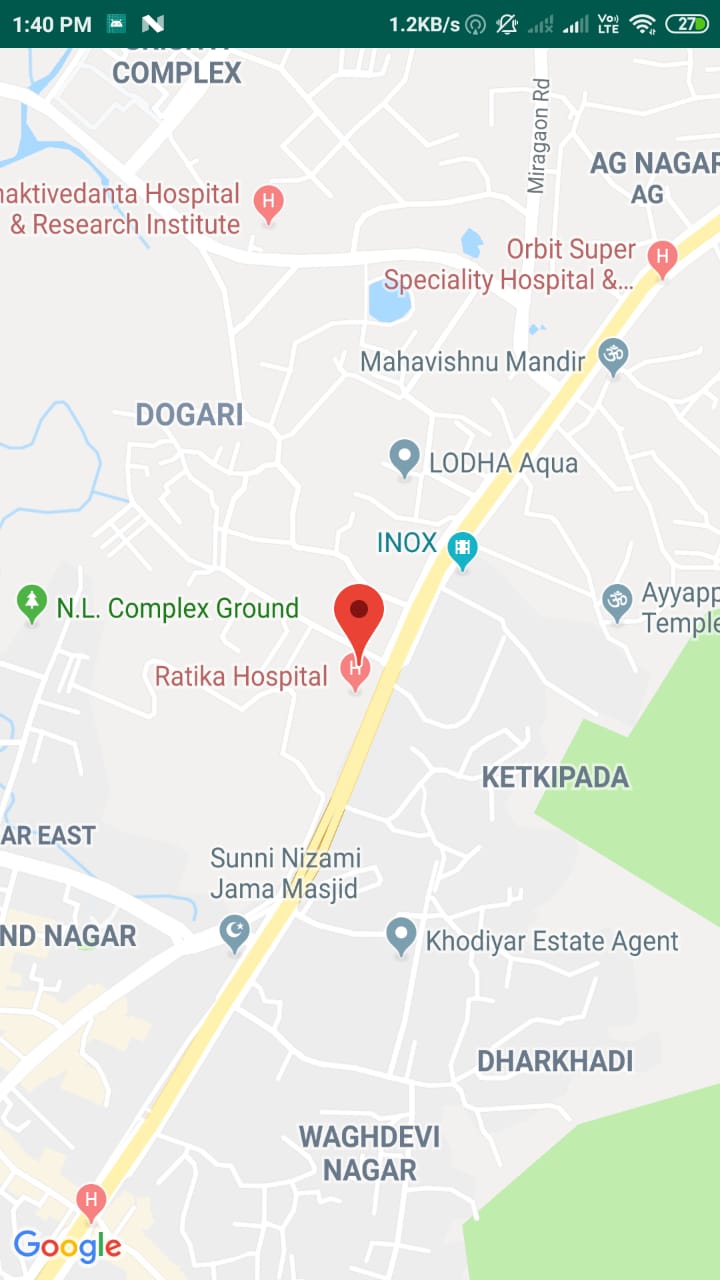 1:40 PM
1.2KB/s
Vo)
LTE
27
COMPLEX
Miragaon Rd
AG NAGAR
AG
aktivedanta Hospital
& Research Institute
Orbit Super
Speciality Hospital &...
H
H
Mahavishnu Mandir
DOGARI
LODHA Aqua
INOX
N.L. Complex Ground
Ayyapp
Temple
Ratika Hospital
H
KETKIPADA
AR EAST
Sunni Nizami
Jama Masjid
ND NAGAR
Khodiyar Estate Agent
DHARKHADI
WAGHDEVI
NAGAR
H
Google